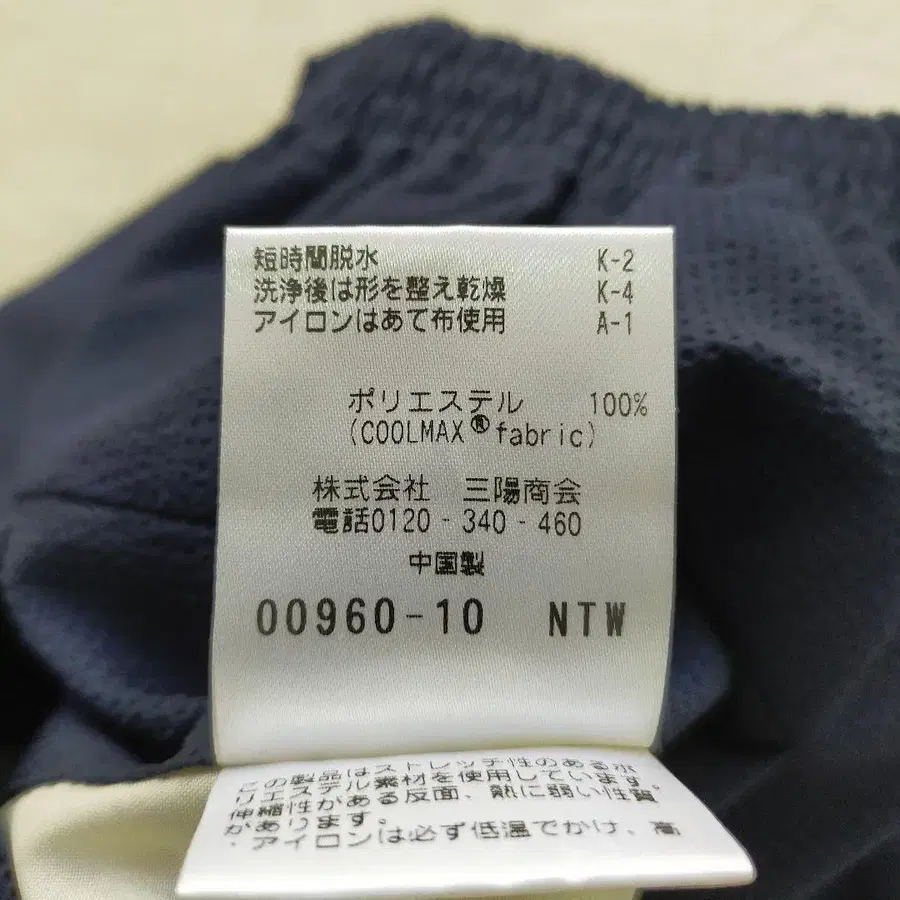 短時間脱水 K-2
洗浄後は形を整え乾燥 K-4
アイロンはあて布使用 A-1
ポリエステル 100%
(COOLMAX®fabric)
株式会社 三陽商会
電話0120-340-460
中国製
00960-10 NTW
この製品はストレッチ性のあるポ
リエステル素材を使用しています。
伸縮性がある反面、熱に弱い性質
があります。
・アイロンは必ず低温でかけ、高